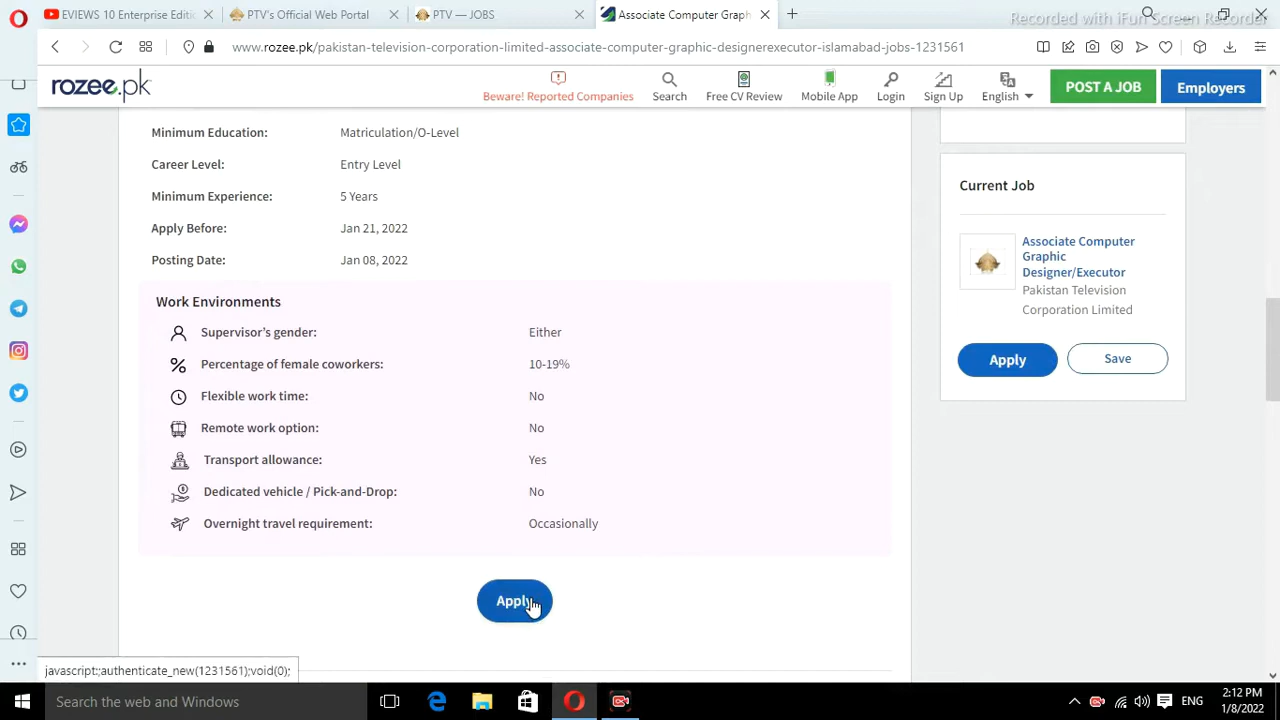 EVIEWS 10 Enterprise Editi
PTV's Official Web Portal
PTV — JOBS
Associate Computer Graph
Recorded with iFun Screen Recorder
www.rozee.pk/pakistan-television-corporation-limited-associate-computer-graphic-designerexecutor-islamabad-jobs-1231561
rozee.pk
Beware! Reported Companies
Search
Free CV Review
Mobile App
Login
Sign Up
English
POST A JOB
Employers
Minimum Education: Matriculation/O-Level
Career Level: Entry Level
Minimum Experience: 5 Years
Apply Before: Jan 21, 2022
Posting Date: Jan 08, 2022
Work Environments
Supervisor's gender: Either
Percentage of female coworkers: 10-19%
Flexible work time: No
Remote work option: No
Transport allowance: Yes
Dedicated vehicle / Pick-and-Drop: No
Overnight travel requirement: Occasionally
Apply
Current Job
Associate Computer
Graphic
Designer/Executor
Pakistan Television
Corporation Limited
Apply
Save
javascript:;authenticate_new(1231561);void(0);
Search the web and Windows
ENG
2:12 PM
1/8/2022